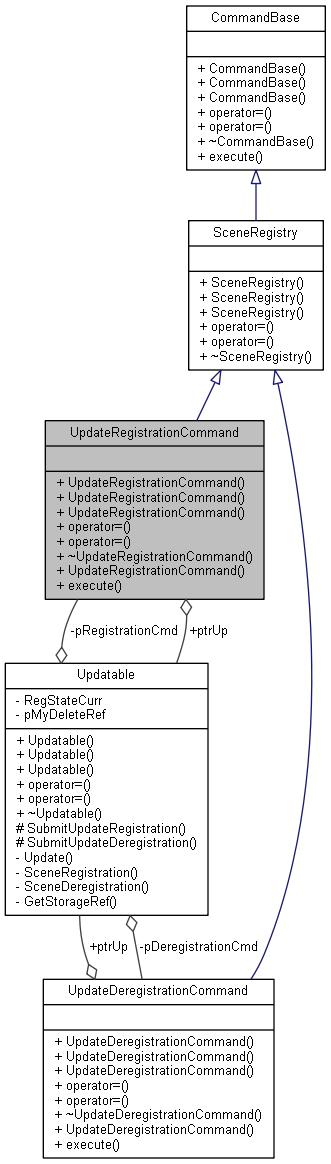 CommandBase
+ CommandBase()
+ CommandBase()
+ CommandBase()
+ operator=()
+ operator=()
+ ~CommandBase()
+ execute()
SceneRegistry
+ SceneRegistry()
+ SceneRegistry()
+ SceneRegistry()
+ operator=()
+ operator=()
+ ~SceneRegistry()
UpdateRegistrationCommand
+ UpdateRegistrationCommand()
+ UpdateRegistrationCommand()
+ UpdateRegistrationCommand()
+ operator=()
+ operator=()
+ ~UpdateRegistrationCommand()
+ UpdateRegistrationCommand()
+ execute()
-pRegistrationCmd
+ptrUp
Updatable
- RegStateCurr
- pMyDeleteRef
+ Updatable()
+ Updatable()
+ Updatable()
+ operator=()
+ operator=()
+ ~Updatable()
# SubmitUpdateRegistration()
# SubmitUpdateDeregistration()
- Update()
- SceneRegistration()
- SceneDeregistration()
- GetStorageRef()
+ptrUp
-pDeregistrationCmd
UpdateDeregistrationCommand
+ UpdateDeregistrationCommand()
+ UpdateDeregistrationCommand()
+ UpdateDeregistrationCommand()
+ operator=()
+ operator=()
+ ~UpdateDeregistrationCommand()
+ UpdateDeregistrationCommand()
+ execute()